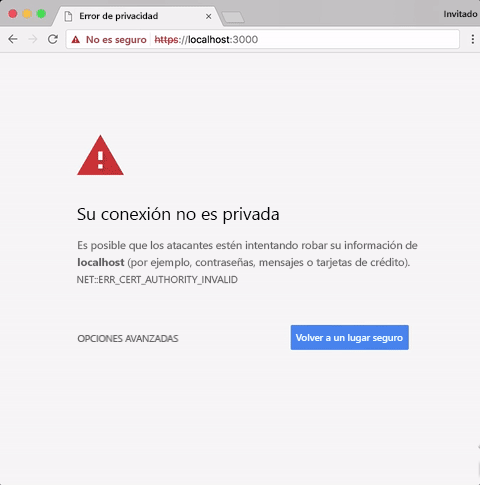 Error de privacidad
Invitado
No es seguro https://localhost:3000
Su conexión no es privada
Es posible que los atacantes estén intentando robar su información de
localhost (por ejemplo, contraseñas, mensajes o tarjetas de crédito).
NET::ERR_CERT_AUTHORITY_INVALID
OPCIONES AVANZADAS
Volver a un lugar seguro